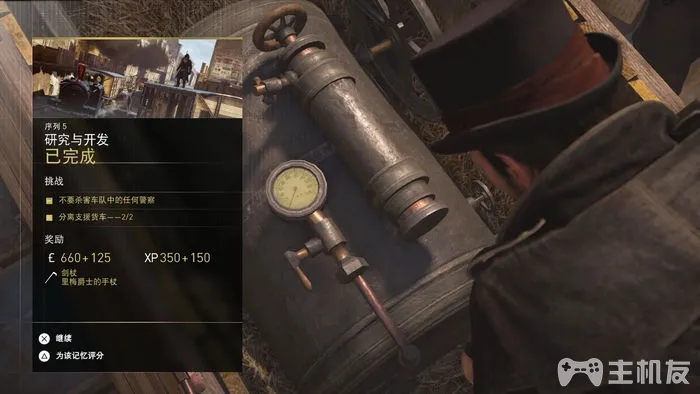 序列 5
研究与开发
已完成
挑战
不要杀害车队中的任何警察
分离支援货车——2/2
奖励
£ 660+125 XP 350+150
剑杖
里梅爵士的手杖
继续
为该记忆评分
主机友